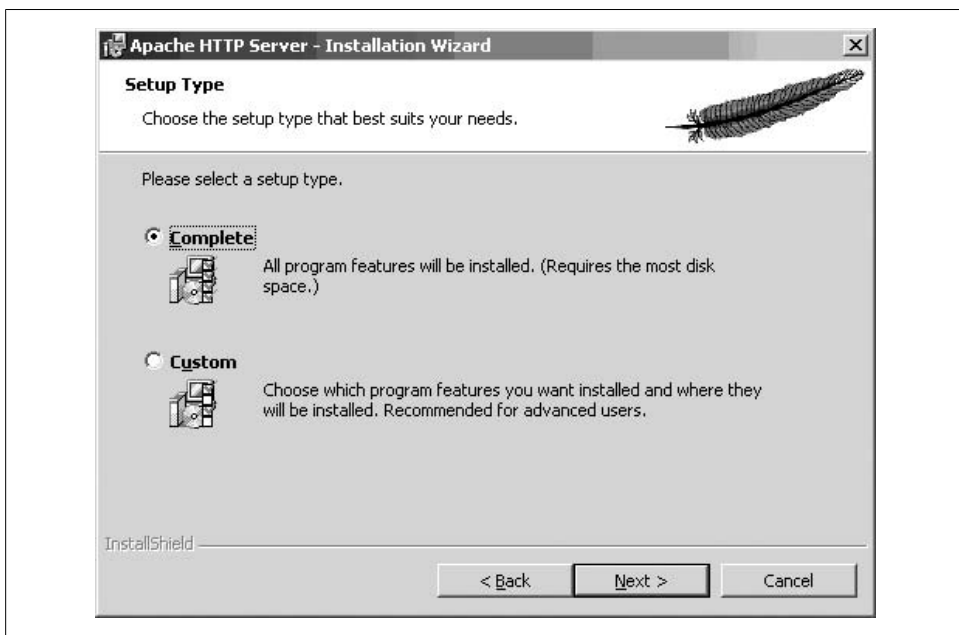 Apache HTTP Server - Installation Wizard
Setup Type
Choose the setup type that best suits your needs.
Please select a setup type.
Complete
All program features will be installed. (Requires the most disk
space.)
Custom
Choose which program features you want installed and where they
will be installed. Recommended for advanced users.
InstallShield
< Back Next > Cancel